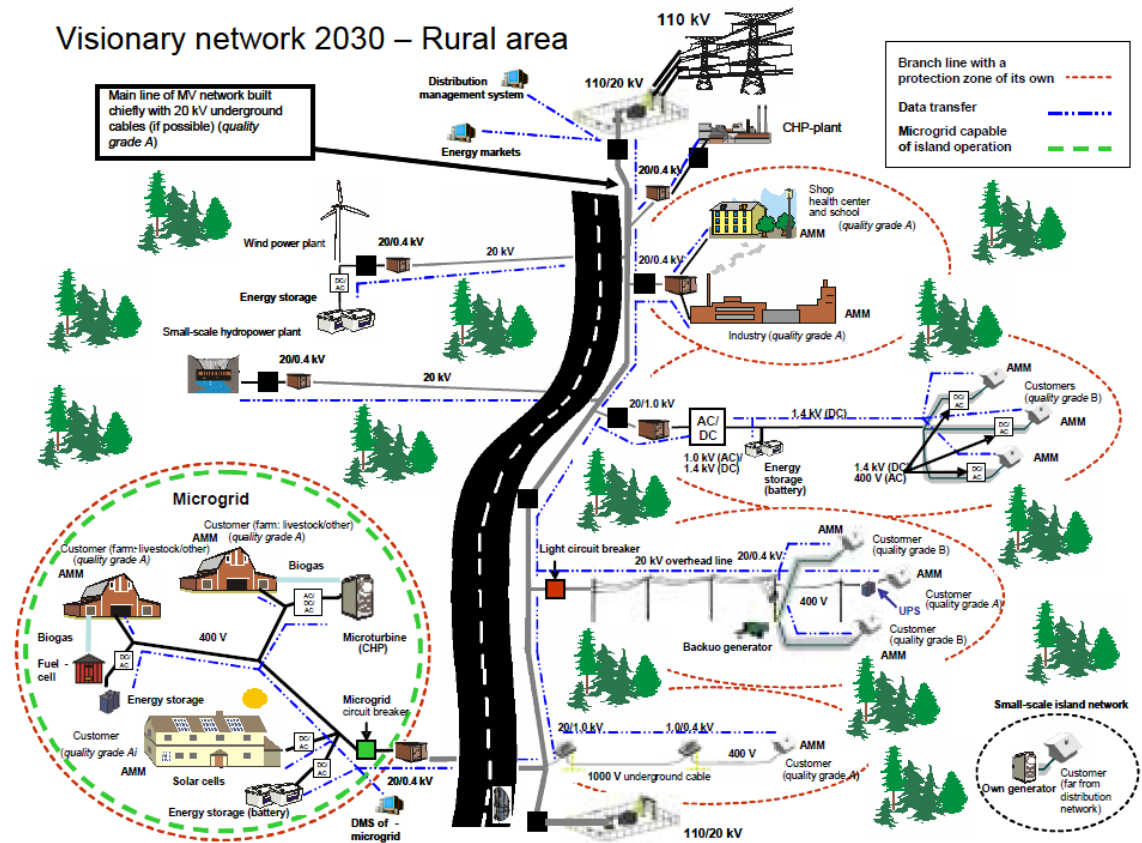 Visionary network 2030 – Rural area
110 kV
110/20 kV
Distribution
management system
Energy markets
Main line of MV network built
chiefly with 20 kV underground
cables (if possible) (quality
grade A)
Branch line with a
protection zone of its own
Data transfer
Microgrid capable
of island operation
CHP-plant
20/0.4 kV
Shop
health center
and school
(quality grade A)
AMM
20/0.4 kV
AMM
Industry (quality grade A)
Wind power plant
20/0.4 kV
20 kV
DC/
AC
Energy storage
Small-scale hydropower plant
20/0.4 kV
20 kV
20/1.0 kV
AC/
DC
1.0 kV (AC)/
1.4 kV (DC)
1.4 kV (DC)
Energy
storage
(battery)
DC/
AC
AMM
Customers
(quality grade B)
DC/
AC
AMM
1.4 kV (DC)/
400 V (AC)
DC/
AC
AMM
Microgrid
Customer (farm: livestock/other)
AMM (quality grade A)
Customer (farm: livestock/other)
(quality grade A)
AMM
Biogas
AC/
DC/
AC
Microturbine
(CHP)
Biogas
400 V
Fuel -
cell
DC/
AC
Energy storage
Customer
(quality grade Ai
AMM
Solar cells
DC/
AC
DC/
AC
Energy storage (battery)
Microgrid
circuit breaker
20/0.4 kV
DMS of -
microgrid
Light circuit breaker
20 kV overhead line
20/0.4 kV
AMM
Customer
(quality grade B)
400 V
AMM
UPS
Customer
(quality grade A)
Customer
(quality grade B)
AMM
Backuo generator
20/1.0 kV
1.0/0.4 kV
400 V
AMM
Customer
(quality grade A)
1000 V underground cable
110/20 kV
Small-scale island network
Own generator
Customer
(far from
distribution
network)